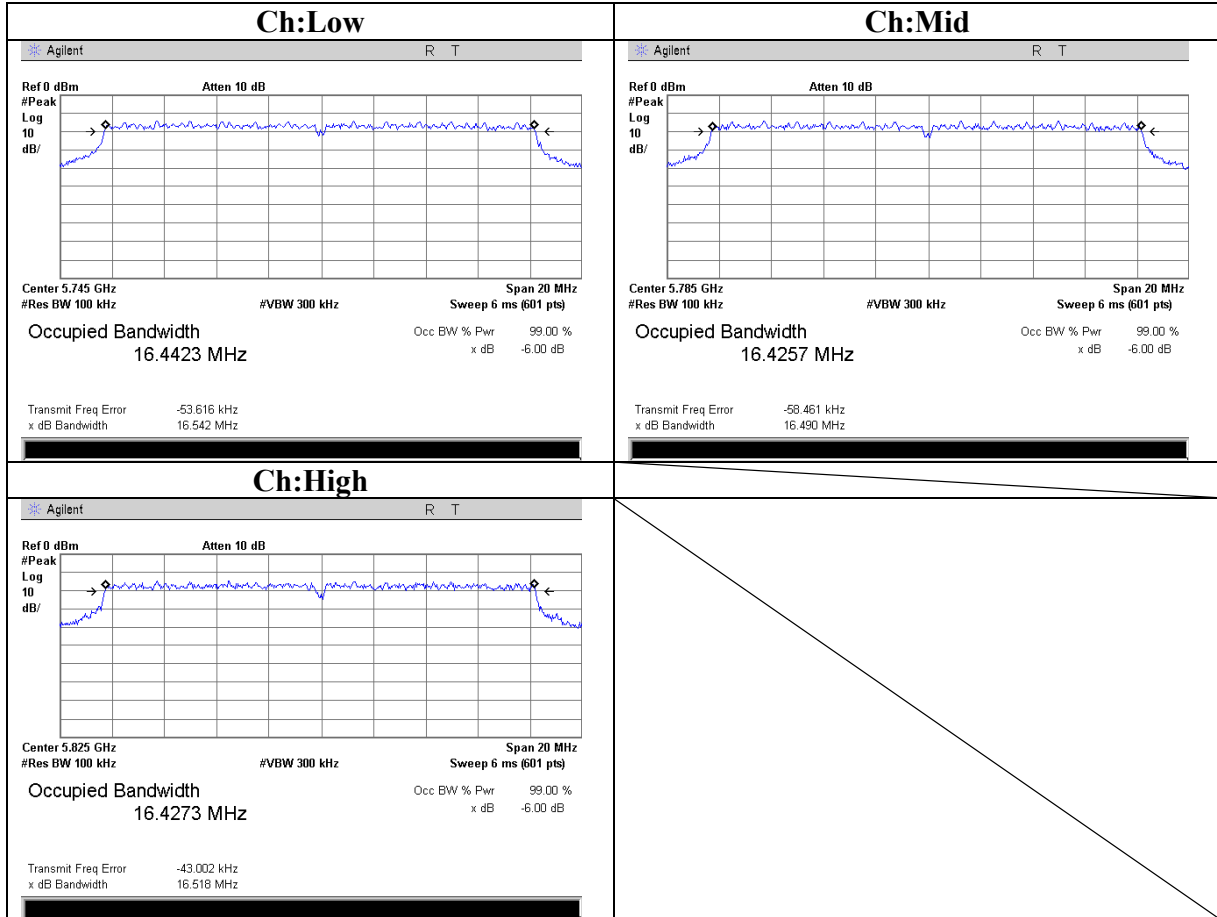 Ch:Low
Agilent R T
Ref 0 dBm Atten 10 dB
#Peak
Log
10
dB/
Center 5.745 GHz Span 20 MHz
#Res BW 100 kHz #VBW 300 kHz Sweep 6 ms (601 pts)
Occupied Bandwidth Occ BW % Pwr 99.00 %
16.4423 MHz x dB -6.00 dB
Transmit Freq Error -53.616 kHz
x dB Bandwidth 16.542 MHz
Ch:Mid
Agilent R T
Ref 0 dBm Atten 10 dB
#Peak
Log
10
dB/
Center 5.785 GHz Span 20 MHz
#Res BW 100 kHz #VBW 300 kHz Sweep 6 ms (601 pts)
Occupied Bandwidth Occ BW % Pwr 99.00 %
16.4257 MHz x dB -6.00 dB
Transmit Freq Error -58.461 kHz
x dB Bandwidth 16.490 MHz
Ch:High
Agilent R T
Ref 0 dBm Atten 10 dB
#Peak
Log
10
dB/
Center 5.825 GHz Span 20 MHz
#Res BW 100 kHz #VBW 300 kHz Sweep 6 ms (601 pts)
Occupied Bandwidth Occ BW % Pwr 99.00 %
16.4273 MHz x dB -6.00 dB
Transmit Freq Error -43.002 kHz
x dB Bandwidth 16.518 MHz